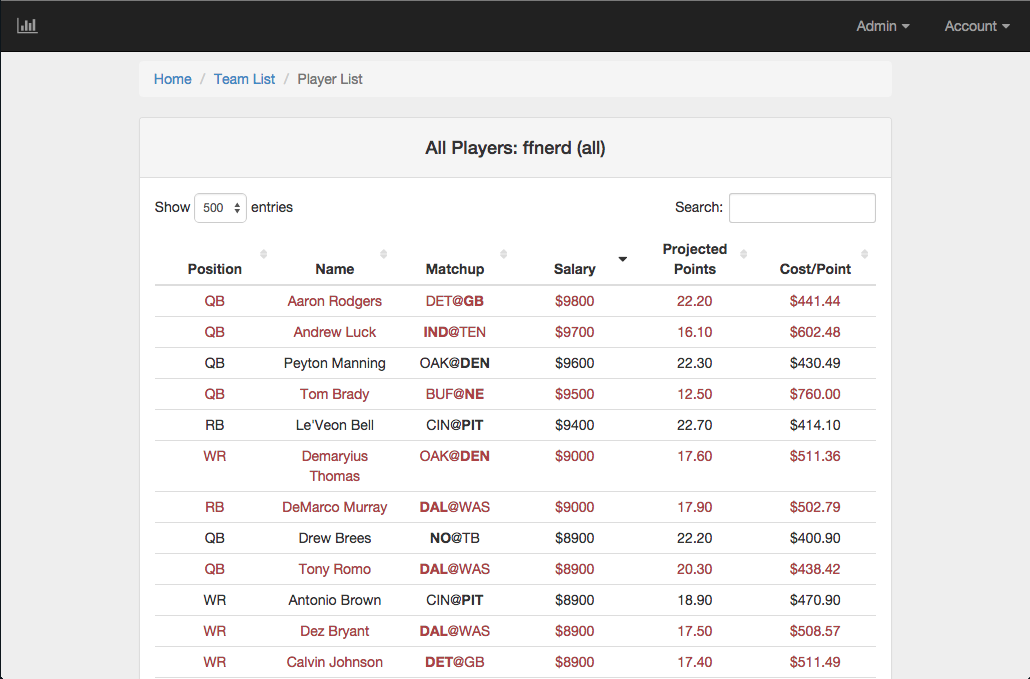 Admin Account
Home / Team List / Player List
All Players: ffnerd (all)
Show 500 entries Search:
Position Name Matchup Salary Projected Points Cost/Point
QB Aaron Rodgers DET@GB $9800 22.20 $441.44
QB Andrew Luck IND@TEN $9700 16.10 $602.48
QB Peyton Manning OAK@DEN $9600 22.30 $430.49
QB Tom Brady BUF@NE $9500 12.50 $760.00
RB Le'Veon Bell CIN@PIT $9400 22.70 $414.10
WR Demaryius Thomas OAK@DEN $9000 17.60 $511.36
RB DeMarco Murray DAL@WAS $9000 17.90 $502.79
QB Drew Brees NO@TB $8900 22.20 $400.90
QB Tony Romo DAL@WAS $8900 20.30 $438.42
WR Antonio Brown CIN@PIT $8900 18.90 $470.90
WR Dez Bryant DAL@WAS $8900 17.50 $508.57
WR Calvin Johnson DET@GB $8900 17.40 $511.49